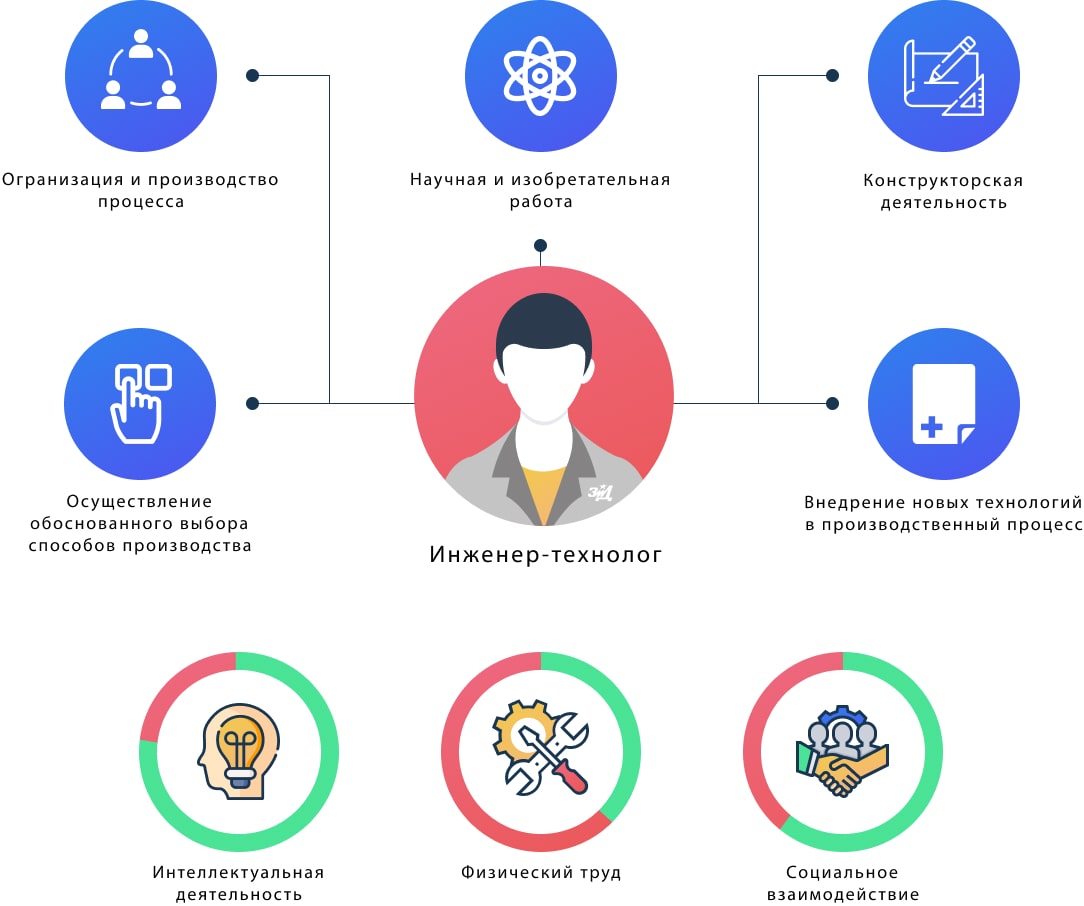 Огранизация и производство
процесса
Научная и изобретательная
работа
Конструкторская
деятельность
Осуществление
обоснованного выбора
способов производства
ЗиД
Инженер-технолог
Внедрение новых технологий
в производственный процесс
Интеллектуальная
деятельность
Физический труд
Социальное
взаимодействие